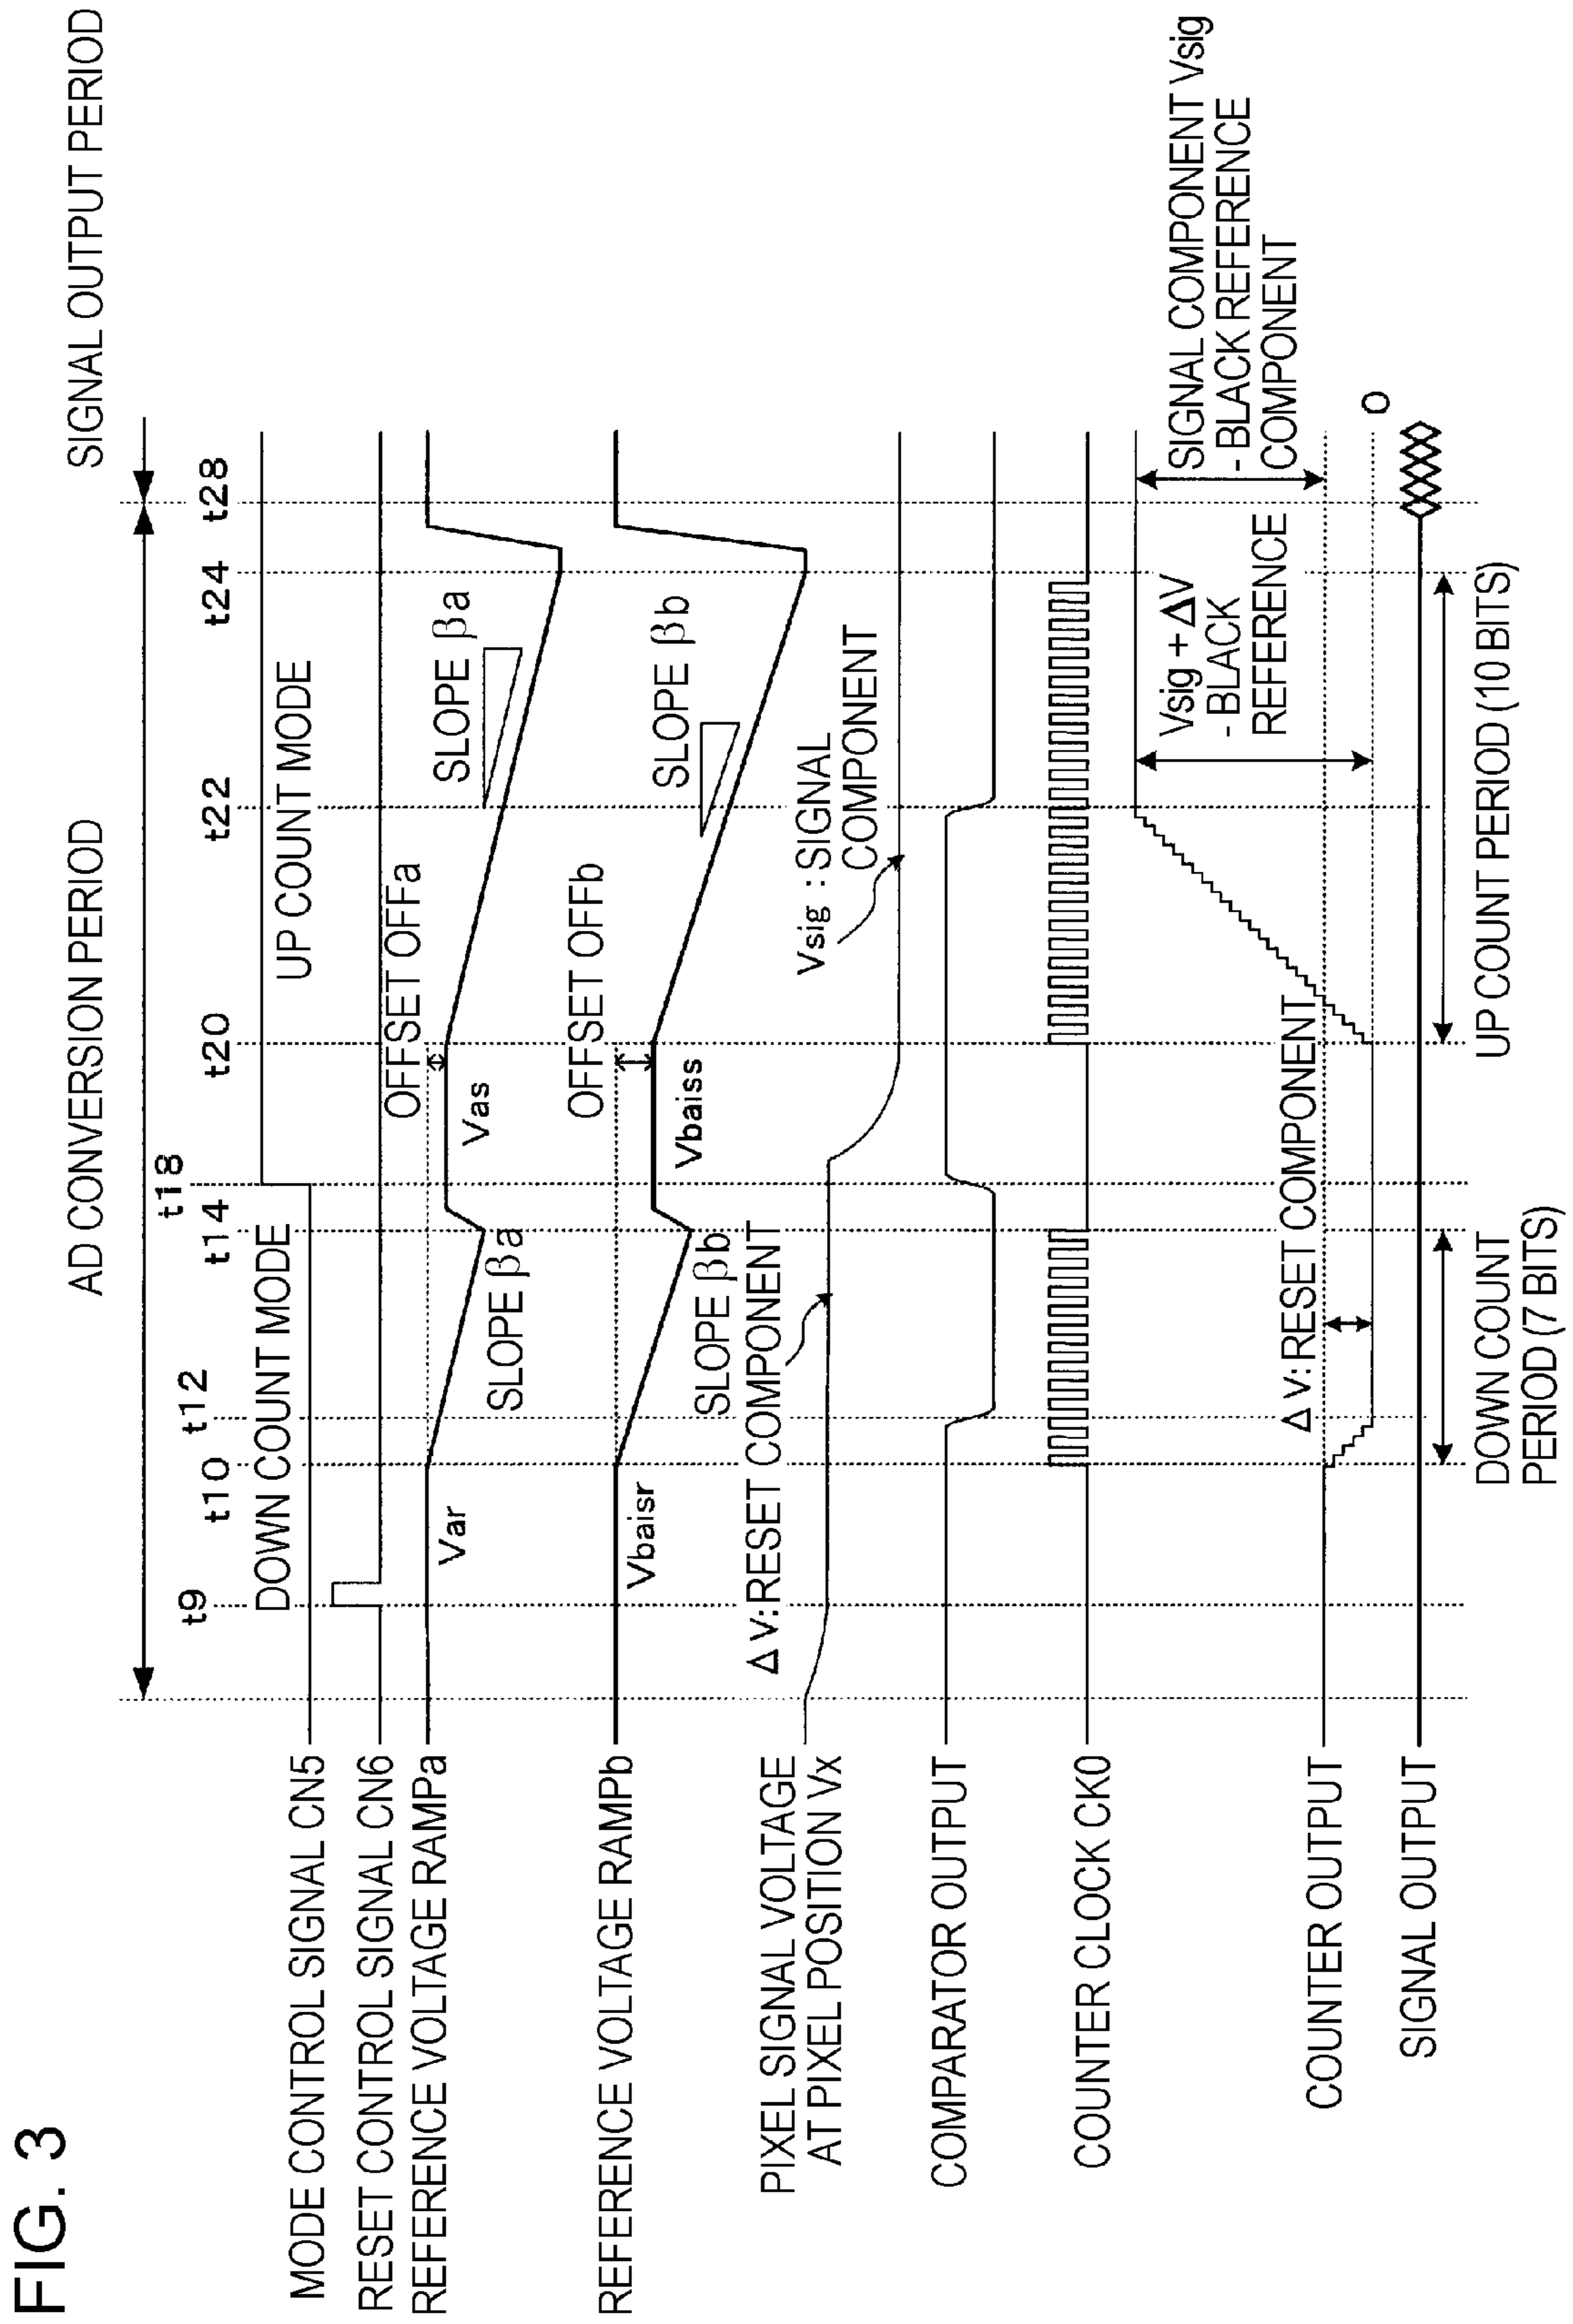 FIG. 3
AD CONVERSION PERIOD
SIGNAL OUTPUT PERIOD
t9
t10
t12
t14
t18
t20
t22
t24
t28
MODE CONTROL SIGNAL CN5
DOWN COUNT MODE
UP COUNT MODE
RESET CONTROL SIGNAL CN6
REFERENCE VOLTAGE RAMPa
Var
SLOPE βa
OFFSET OFFa
Vas
SLOPE βa
REFERENCE VOLTAGE RAMPb
Vbaisr
SLOPE βb
OFFSET OFFb
Vbaiss
SLOPE βb
PIXEL SIGNAL VOLTAGE
AT PIXEL POSITION Vx
ΔV:RESET COMPONENT
Vsig : SIGNAL
COMPONENT
COMPARATOR OUTPUT
COUNTER CLOCK CK0
COUNTER OUTPUT
ΔV:RESET COMPONENT
Vsig + ΔV
- BLACK
REFERENCE
SIGNAL COMPONENT Vsig
- BLACK REFERENCE
COMPONENT
0
SIGNAL OUTPUT
DOWN COUNT
PERIOD (7 BITS)
UP COUNT PERIOD (10 BITS)